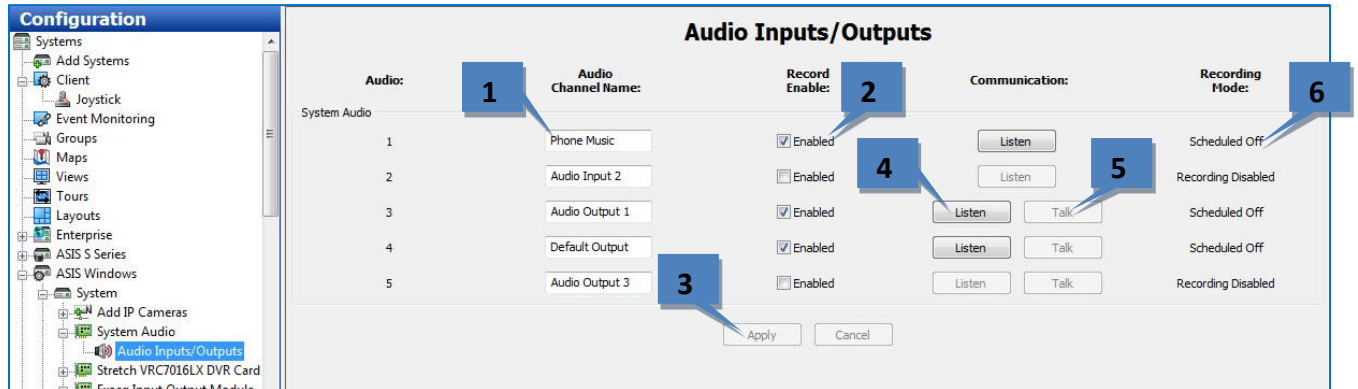 Configuration
Systems
Add Systems
Client
Joystick
Event Monitoring
Groups
Maps
Views
Tours
Layouts
Enterprise
ASIS S Series
ASIS Windows
System
Add IP Cameras
System Audio
Audio Inputs/Outputs
Stretch VRC7016LX DVR Card
Exacq Input Output Module
Audio Inputs/Outputs
Audio: Audio Channel Name: Record Enable: Communication: Recording Mode:
1 2 6
System Audio
1 Phone Music Enabled Listen Scheduled Off
4 5
2 Audio Input 2 Enabled Listen Recording Disabled
3 Audio Output 1 Enabled Listen Talk Scheduled Off
4 Default Output Enabled Listen Talk Scheduled Off
3
5 Audio Output 3 Enabled Listen Talk Recording Disabled
Apply Cancel